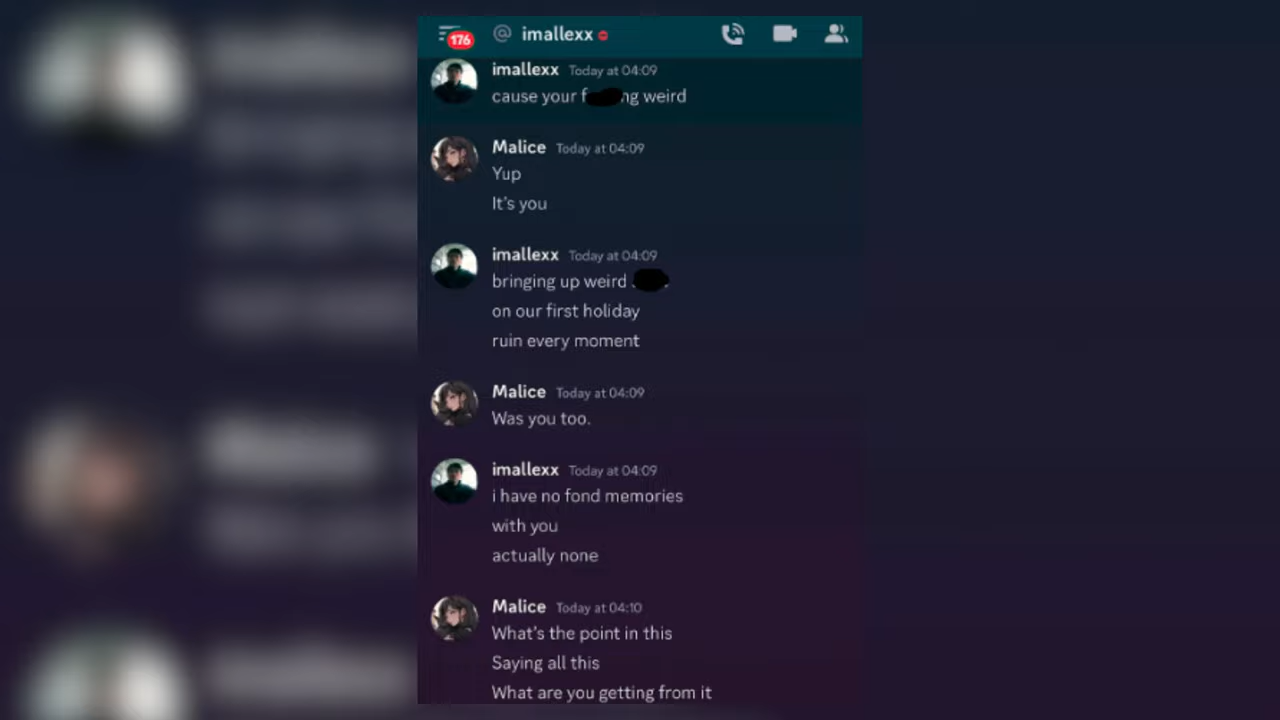 176
@ imallexx
imallexx Today at 04:09
cause your weird
Malice Today at 04:09
Yup
It's you
imallexx Today at 04:09
bringing up weird
on our first holiday
ruin every moment
Malice Today at 04:09
Was you too.
imallexx Today at 04:09
i have no fond memories
with you
actually none
Malice Today at 04:10
What's the point in this
Saying all this
What are you getting from it